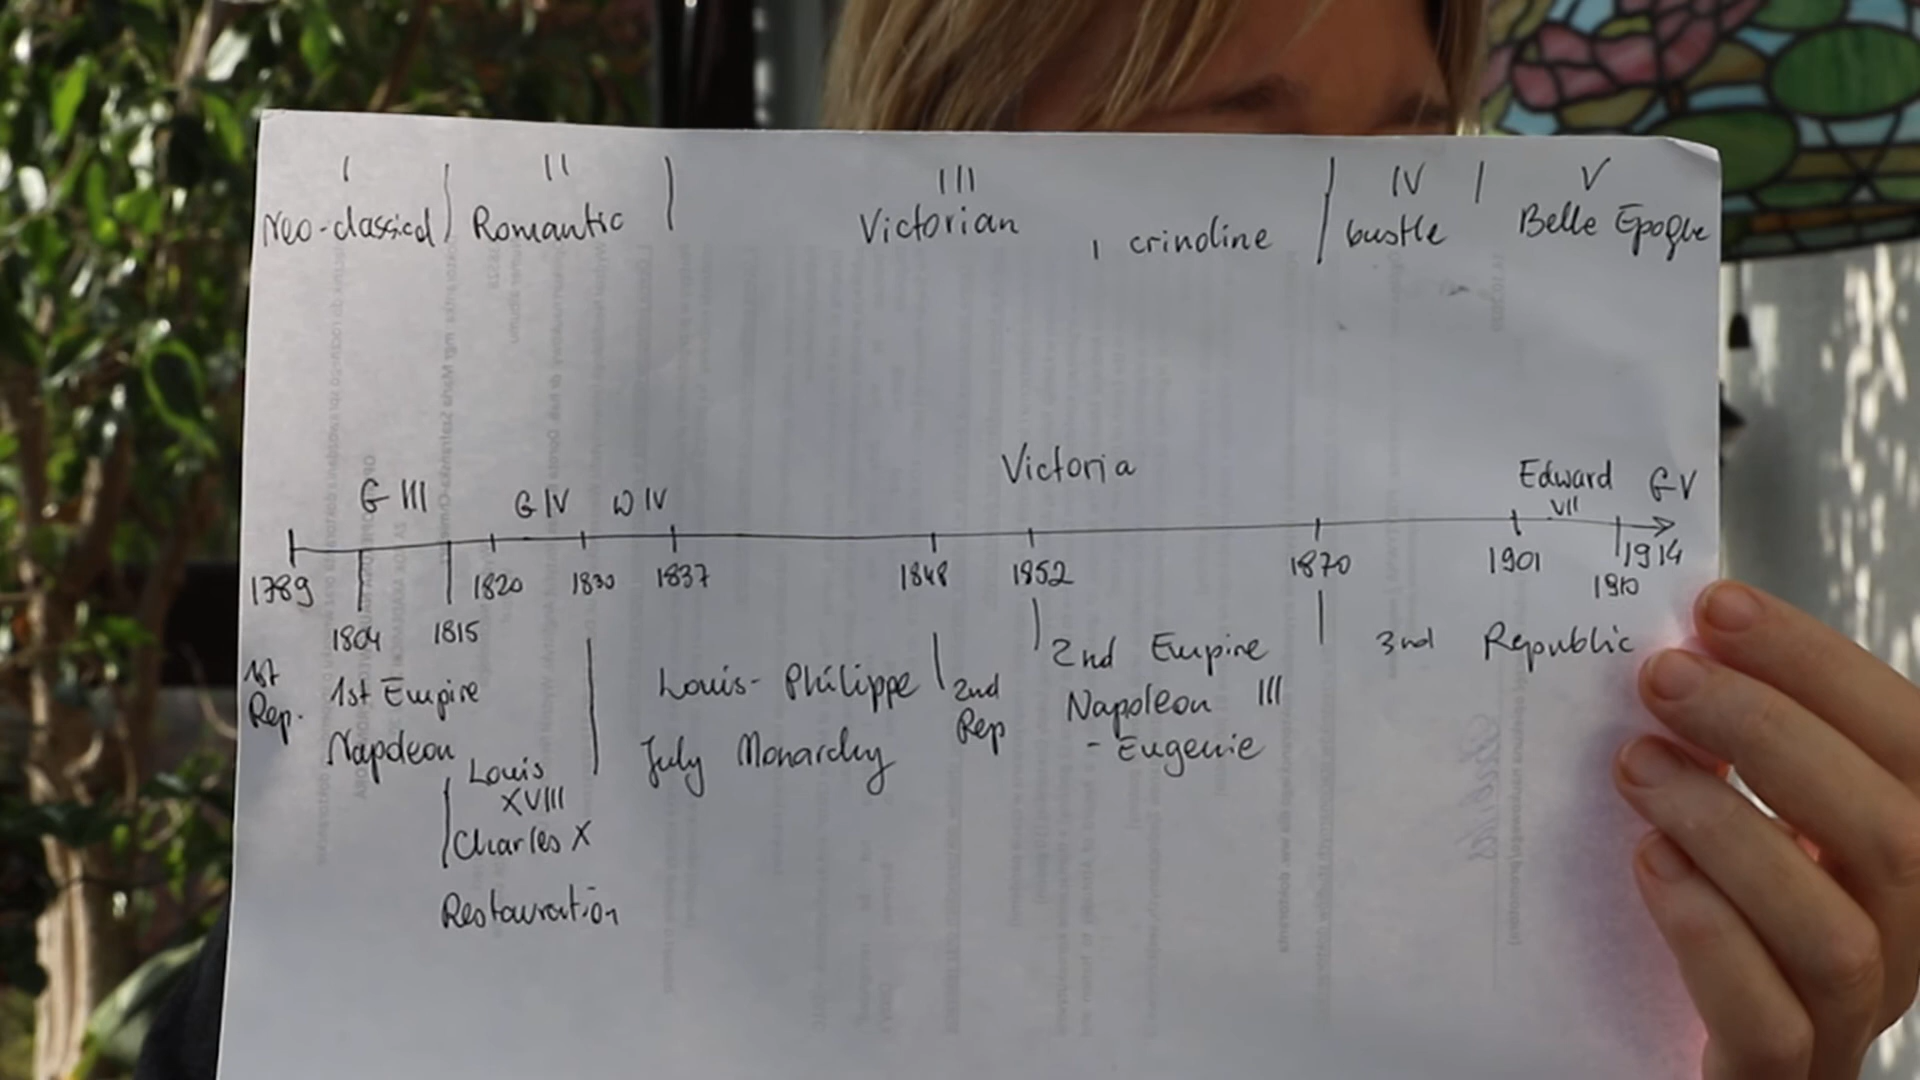 I II III IV V
Neo-classical Romantic Victorian , crinoline bustle Belle Epoque
Victoria
G III G IV W IV Edward VII G V
1789 1804 1815 1820 1830 1837 1848 1852 1870 1901 1910 1914
1st Rep.
1st Empire
Napoleon
Louis XVIII
Charles X
Restauration
Louis-Philippe
July Monarchy
2nd Rep
2nd Empire
Napoleon III
- Eugenie
3nd Republic